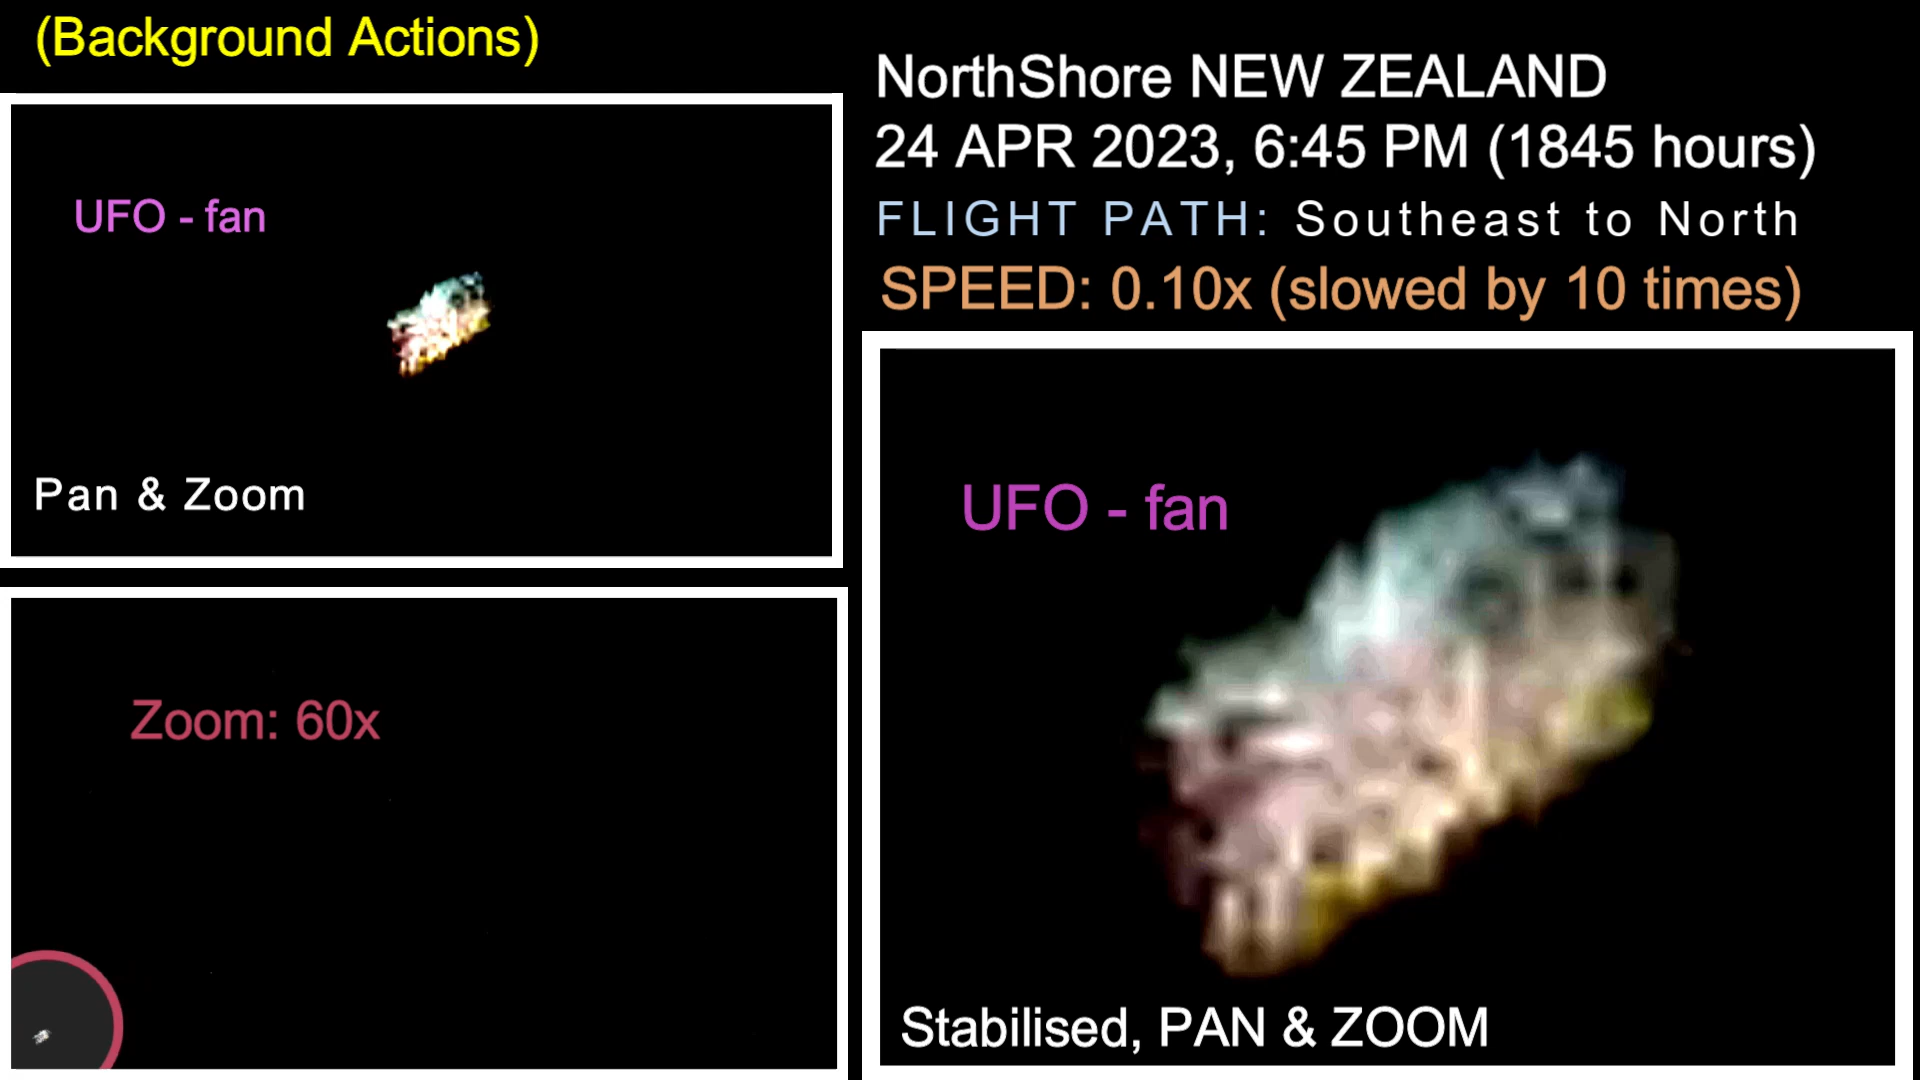 (Background Actions)
UFO - fan
Pan & Zoom
Zoom: 60x
NorthShore NEW ZEALAND
24 APR 2023, 6:45 PM (1845 hours)
FLIGHT PATH: Southeast to North
SPEED: 0.10x (slowed by 10 times)
UFO - fan
Stabilised, PAN & ZOOM